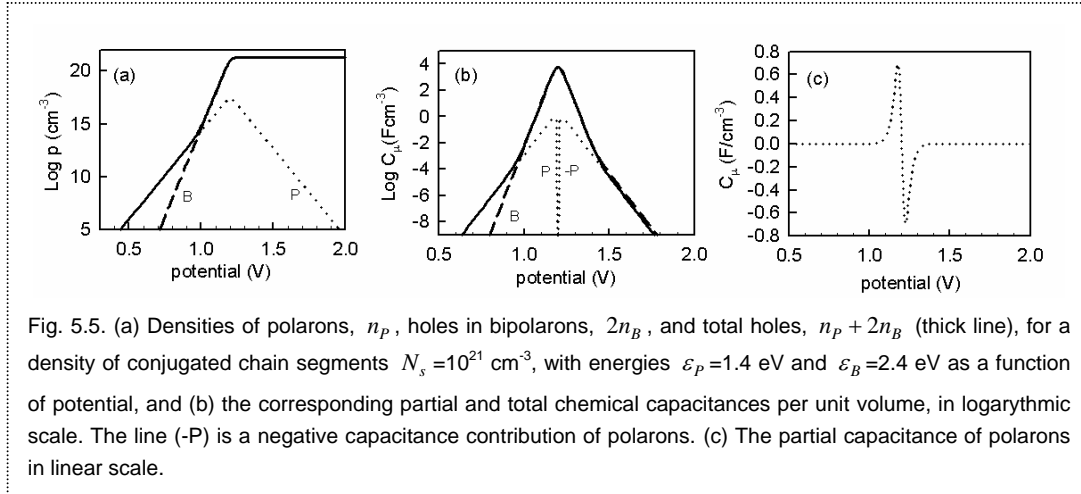 (a)
20
15
10
5
Log p (cm⁻³)
B
P
0.5 1.0 1.5 2.0
potential (V)
(b)
4
2
0
-2
-4
-6
-8
Log Cμ(Fcm⁻³)
P
-P
B
0.5 1.0 1.5 2.0
potential (V)
(c)
0.8
0.6
0.4
0.2
0.0
-0.2
-0.4
-0.6
-0.8
Cμ (F/cm⁻³)
0.5 1.0 1.5 2.0
potential (V)
Fig. 5.5. (a) Densities of polarons, n_P, holes in bipolarons, 2n_B, and total holes, n_P + 2n_B (thick line), for a
density of conjugated chain segments N_s =10²¹ cm⁻³, with energies ε_P=1.4 eV and ε_B=2.4 eV as a function
of potential, and (b) the corresponding partial and total chemical capacitances per unit volume, in logarythmic
scale. The line (-P) is a negative capacitance contribution of polarons. (c) The partial capacitance of polarons
in linear scale.